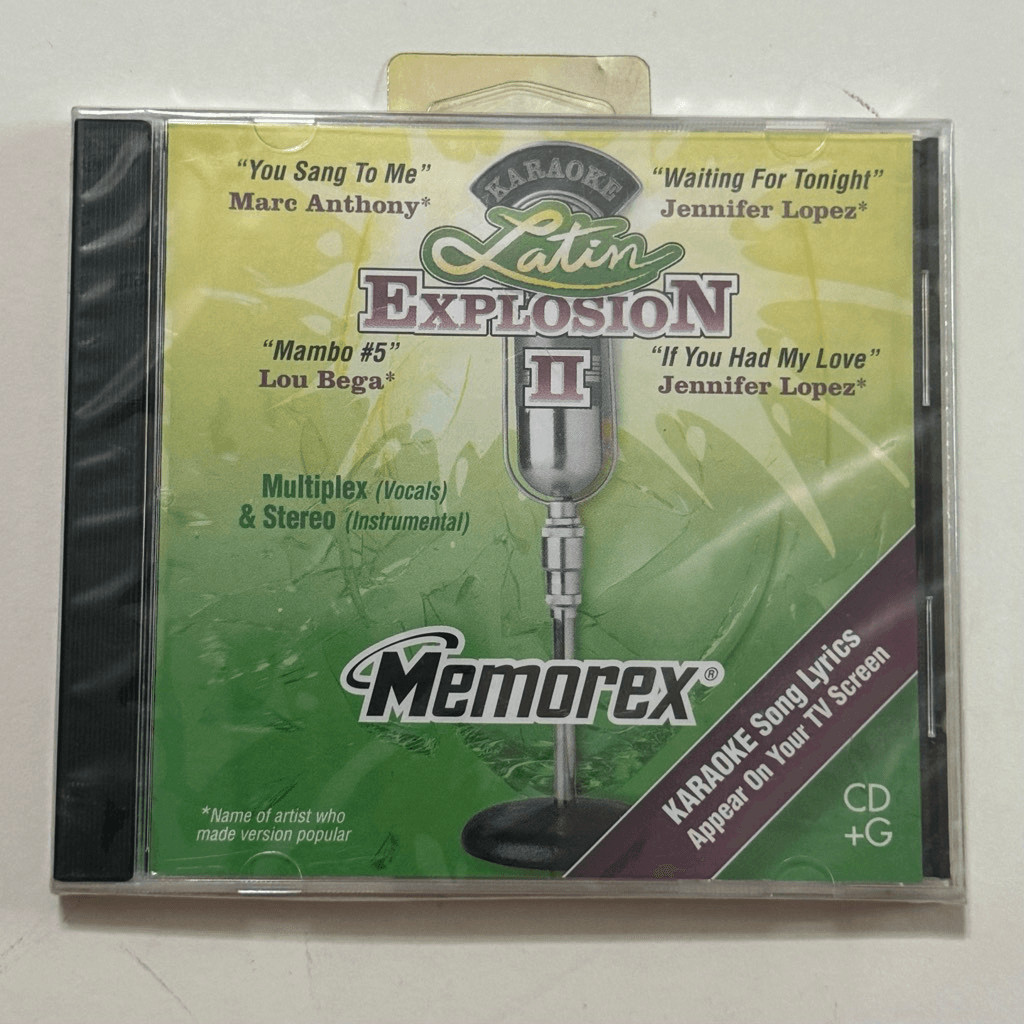 KARAOKE
Latin
EXPLOSION
II
"You Sang To Me"
Marc Anthony*
"Waiting For Tonight"
Jennifer Lopez*
"Mambo #5"
Lou Bega*
"If You Had My Love"
Jennifer Lopez*
Multiplex (Vocals)
& Stereo (Instrumental)
Memorex®
KARAOKE Song Lyrics
Appear On Your TV Screen
*Name of artist who
made version popular
CD
+G